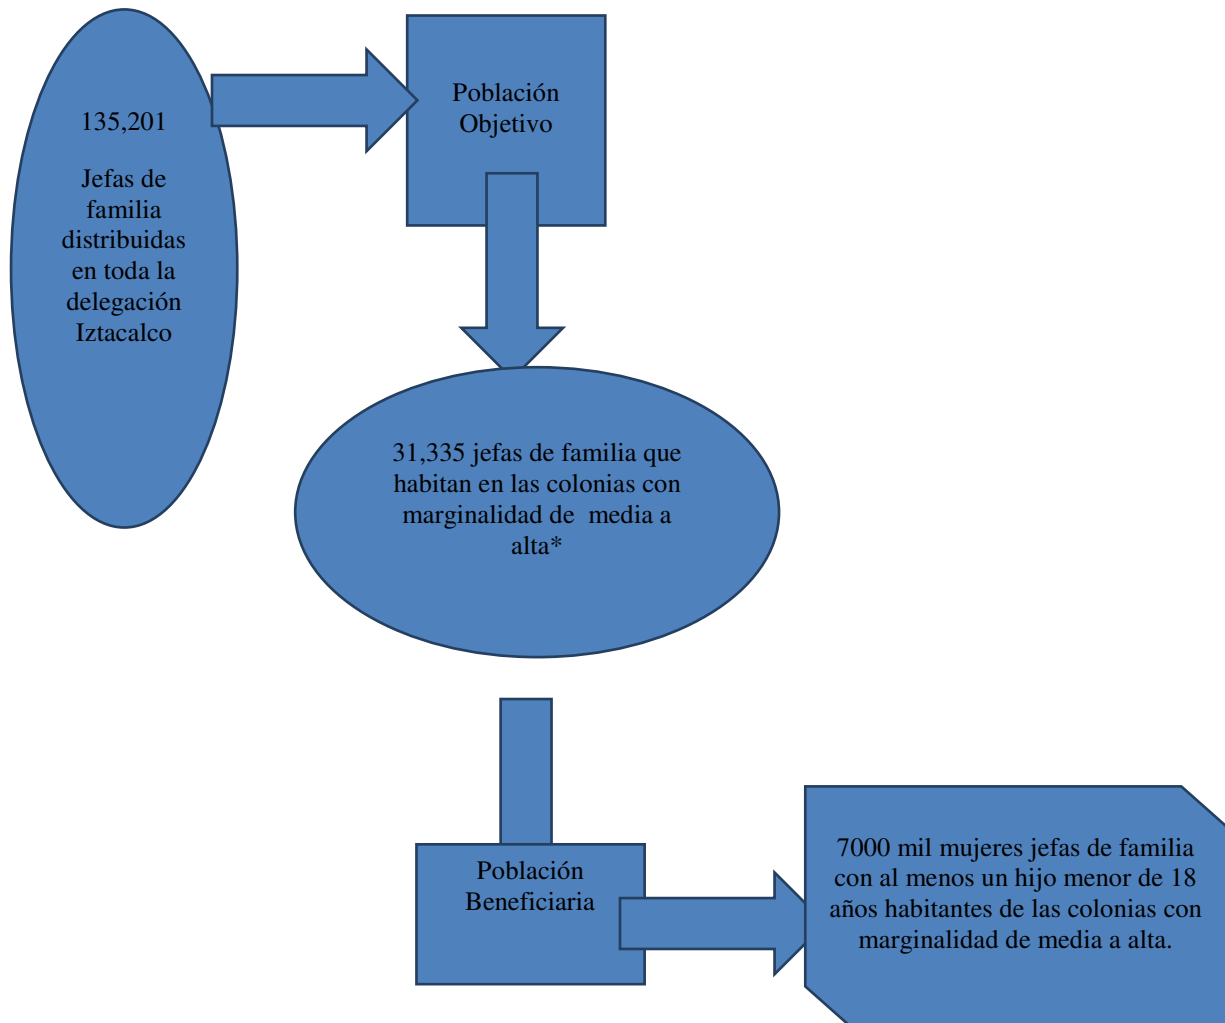 135,201
Jefas de
familia
distribuidas
en toda la
delegación
Iztacalco
Población
Objetivo
31,335 jefas de familia que
habitan en las colonias con
marginalidad de  media a
alta*
Población
Beneficiaria
7000 mil mujeres jefas de familia
con al menos un hijo menor de 18
años habitantes de las colonias con
marginalidad de media a alta.